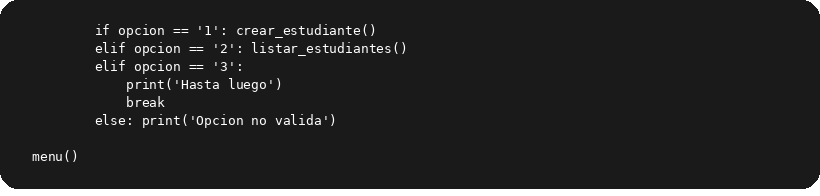 if opcion == '1': crear_estudiante()
        elif opcion == '2': listar_estudiantes()
        elif opcion == '3':
            print('Hasta luego')
            break
        else: print('Opcion no valida')

menu()